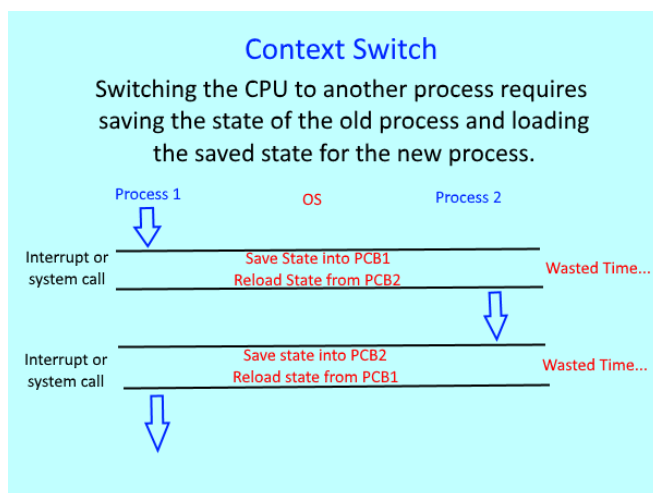 Context Switch
Switching the CPU to another process requires
saving the state of the old process and loading
the saved state for the new process.
Process 1
OS
Process 2
Interrupt or
system call
Save State into PCB1
Reload State from PCB2
Wasted Time...
Interrupt or
system call
Save state into PCB2
Reload state from PCB1
Wasted Time...